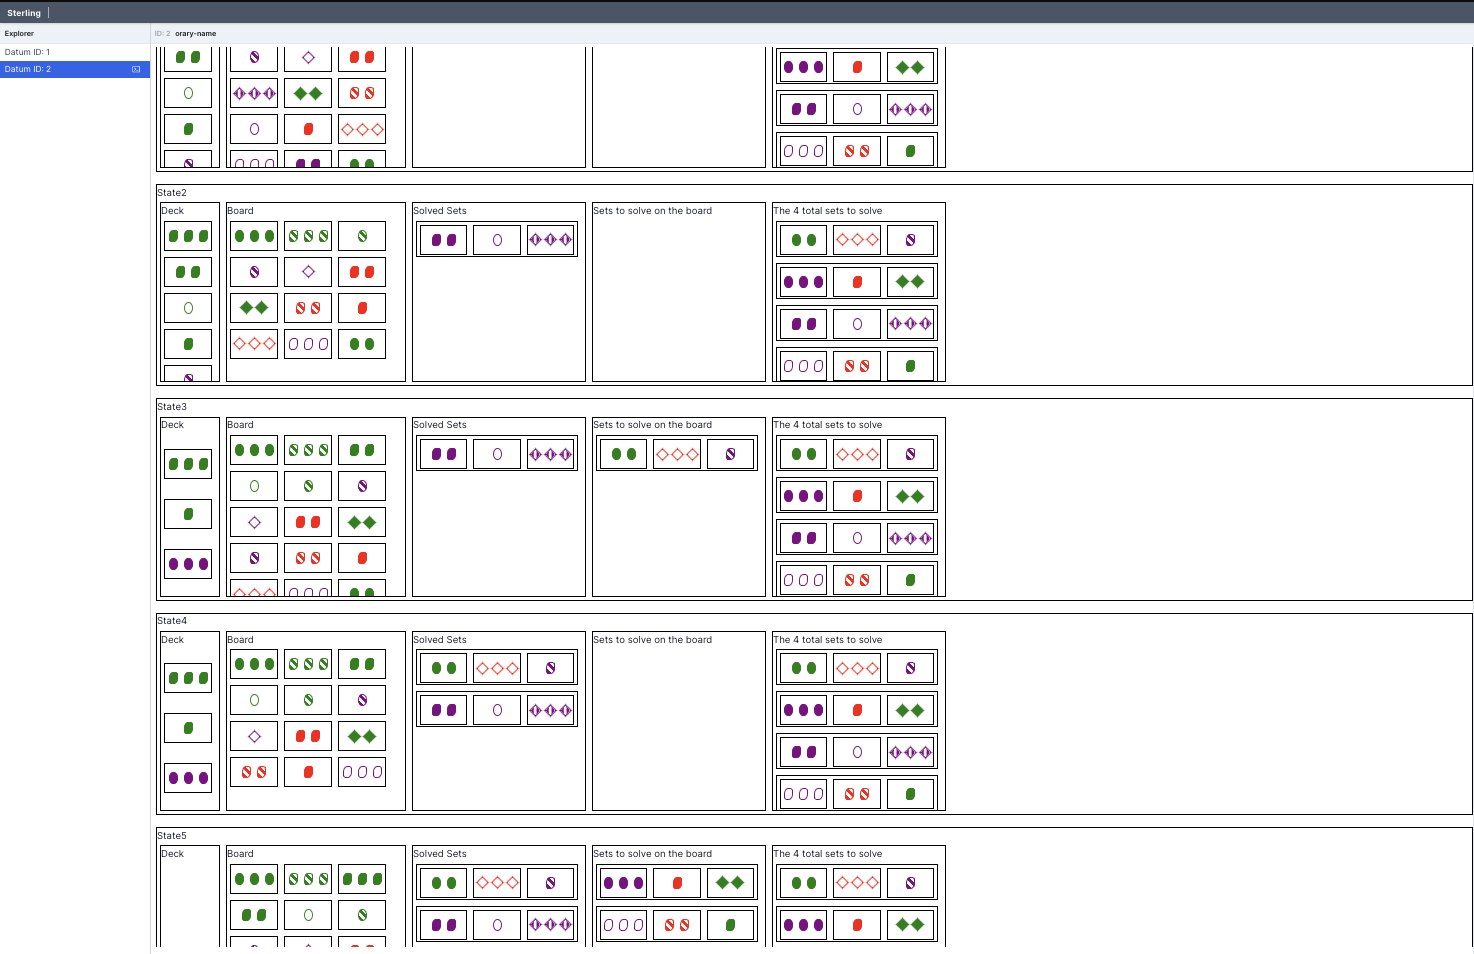 Sterling
Explorer
ID: 2 orary-name
Datum ID: 1
Datum ID: 2
State2
Deck Board Solved Sets Sets to solve on the board The 4 total sets to solve
State3
Deck Board Solved Sets Sets to solve on the board The 4 total sets to solve
State4
Deck Board Solved Sets Sets to solve on the board The 4 total sets to solve
State5
Deck Board Solved Sets Sets to solve on the board The 4 total sets to solve